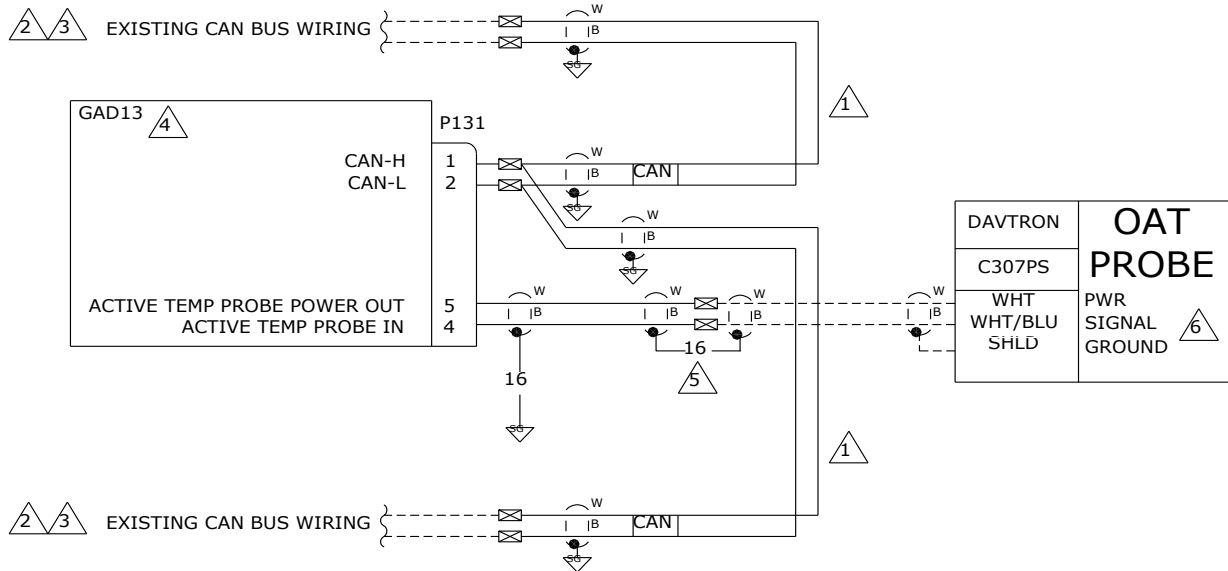 2 3 EXISTING CAN BUS WIRING
W
B
SG
1
GAD13 4
P131
CAN-H 1
CAN-L 2
W
B CAN
SG
W
B
SG
DAVTRON
C307PS
OAT
PROBE
ACTIVE TEMP PROBE POWER OUT 5
ACTIVE TEMP PROBE IN 4
W
B
W
B
W
B
W
B
WHT PWR
WHT/BLU SIGNAL
SHLD GROUND
6
16
5
16
SG
1
2 3 EXISTING CAN BUS WIRING
W
B CAN
SG